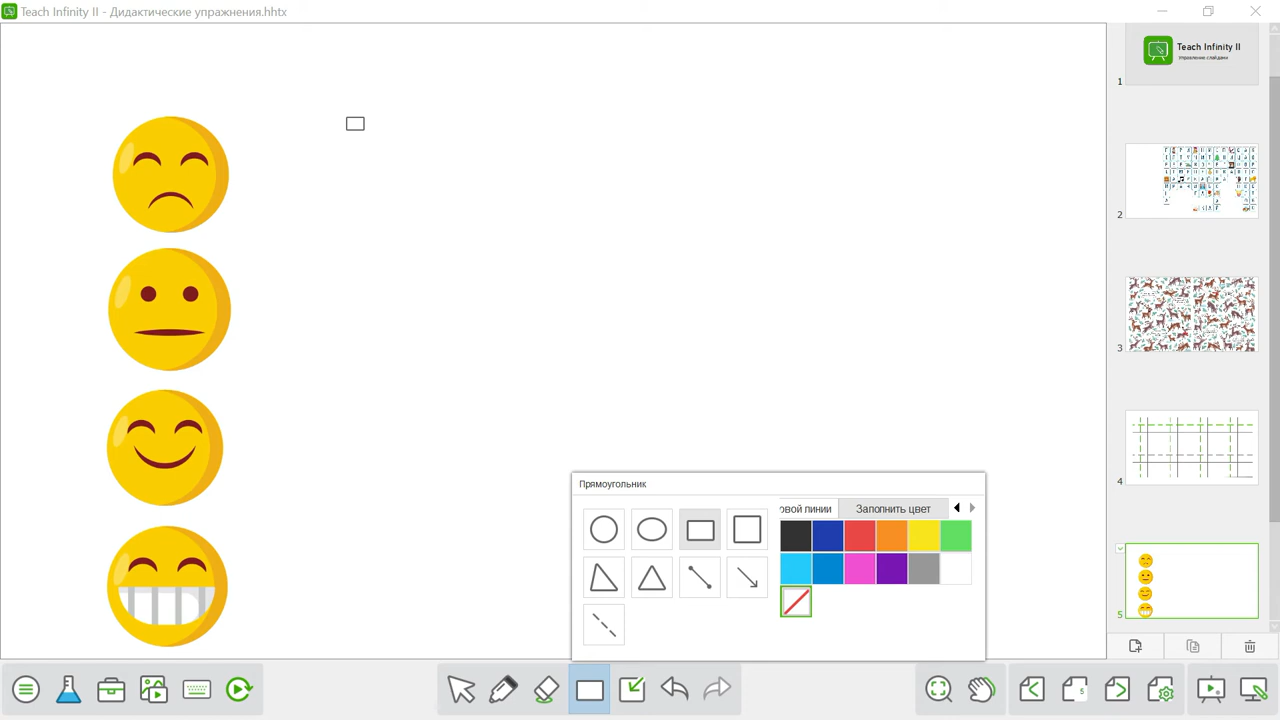 Teach Infinity II - Дидактические упражнения.hhtx
Teach Infinity II
Управление слайдами
1
2
3
4
5
Прямоугольник
овой линии
Заполнить цвет
5